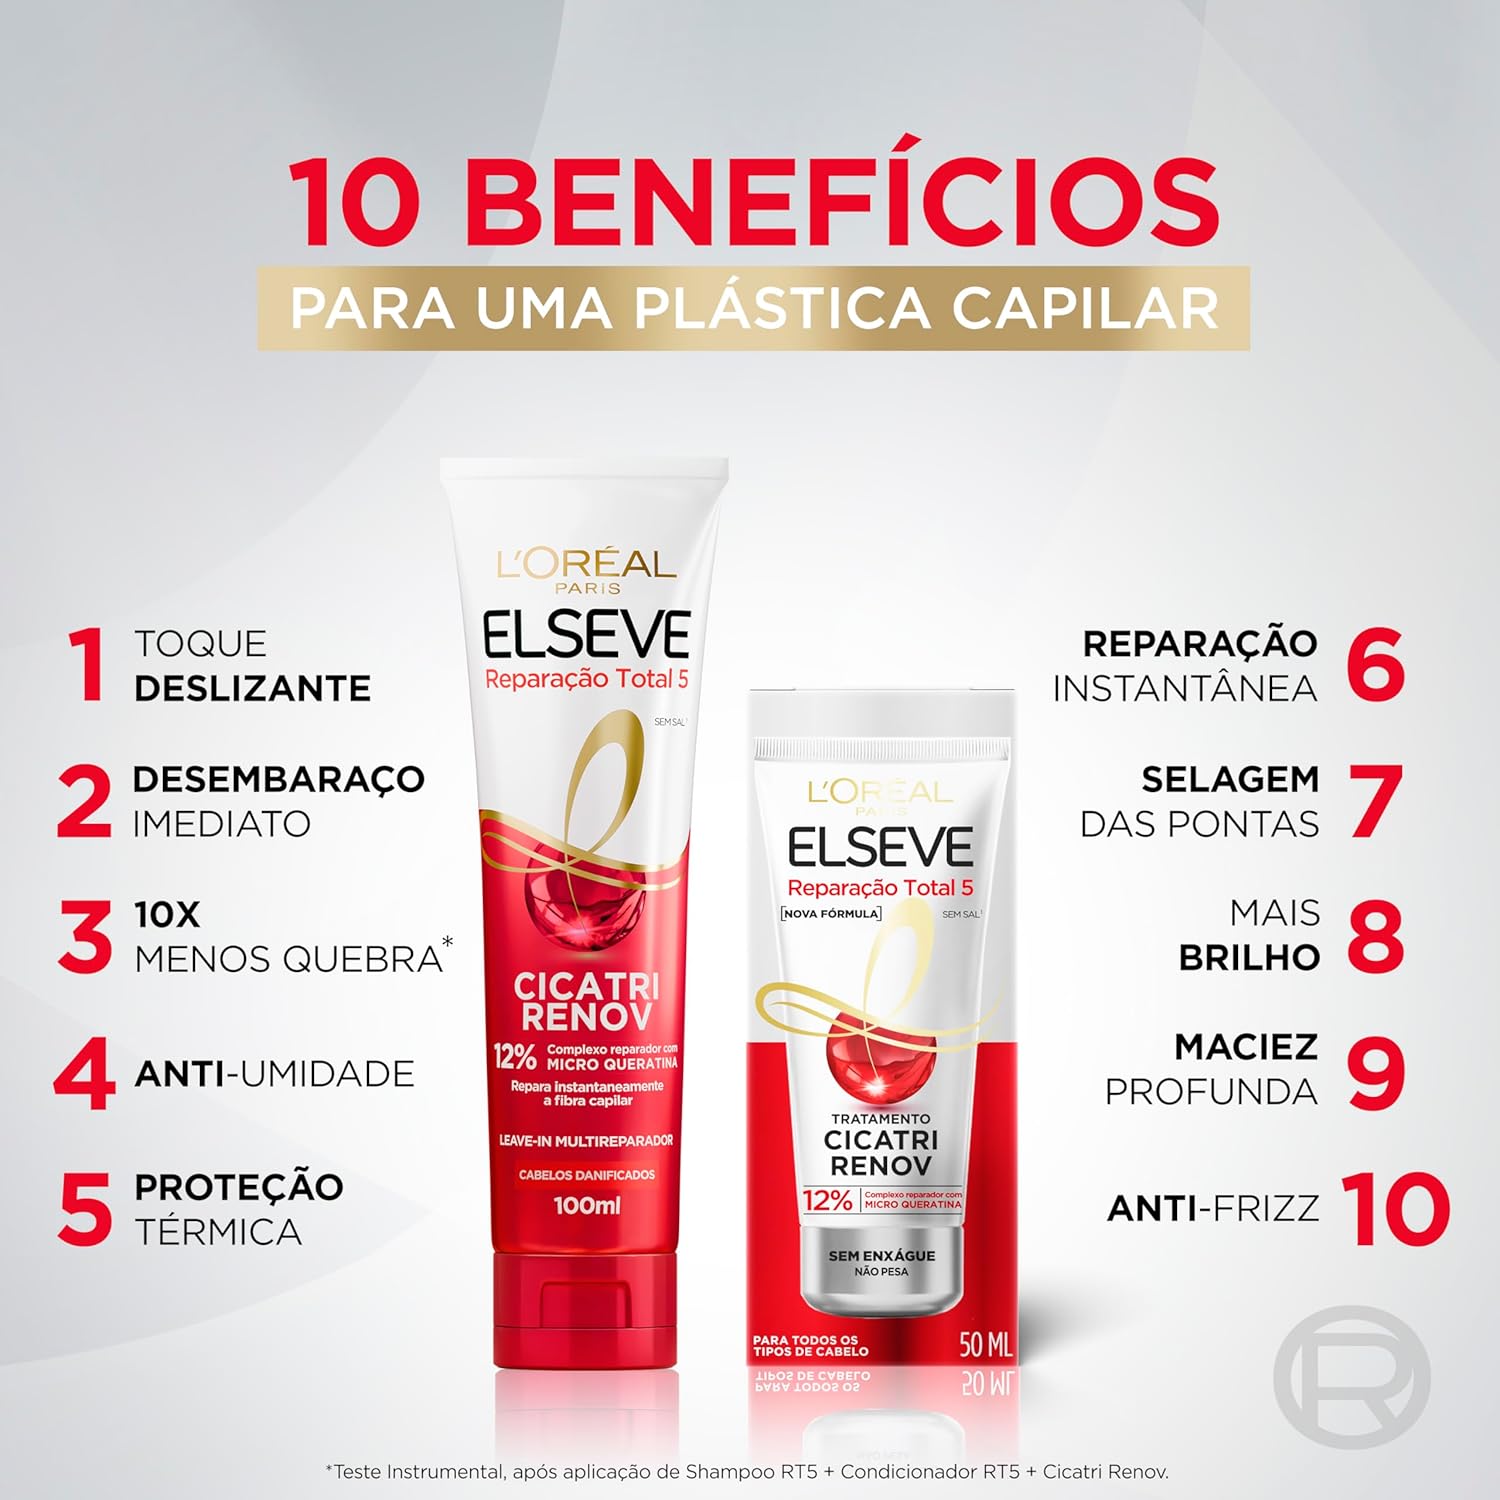 10 BENEFÍCIOS
PARA UMA PLÁSTICA CAPILAR
1 TOQUE
DESLIZANTE
2 DESEMBARAÇO
IMEDIATO
3 10X
MENOS QUEBRA*
4 ANTI-UMIDADE
5 PROTEÇÃO
TÉRMICA
L'ORÉAL
PARIS
ELSEVE
Reparação Total 5
SEM SAL¹
CICATRI
RENOV
12% Complexo reparador com
MICRO QUERATINA
Repara instantaneamente
a fibra capilar
LEAVE-IN MULTIREPARADOR
CABELOS DANIFICADOS
100ml
L'ORÉAL
PARIS
ELSEVE
Reparação Total 5
[NOVA FÓRMULA]
SEM SAL¹
TRATAMENTO
CICATRI
RENOV
12% Complexo reparador com
MICRO QUERATINA
SEM ENXÁGUE
NÃO PESA
PARA TODOS OS
TIPOS DE CABELO
50 ML
REPARAÇÃO 6
INSTANTÂNEA
SELAGEM 7
DAS PONTAS
MAIS 8
BRILHO
MACIEZ 9
PROFUNDA
ANTI-FRIZZ 10
*Teste Instrumental, após aplicação de Shampoo RT5 + Condicionador RT5 + Cicatri Renov.